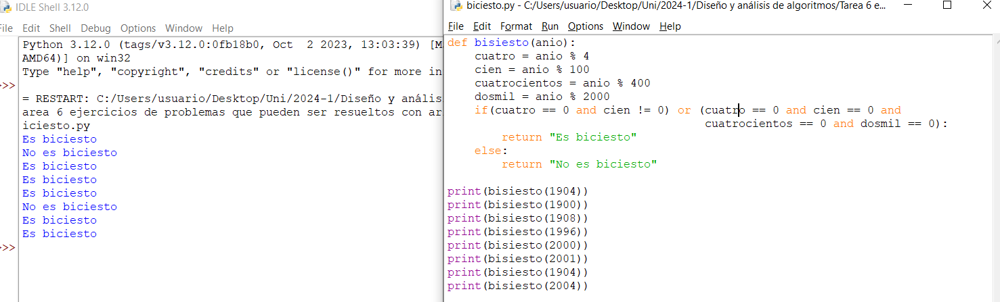 IDLE Shell 3.12.0
File Edit Shell Debug Options Window Help
Python 3.12.0 (tags/v3.12.0:0fb18b0, Oct  2 2023, 13:03:39) [M
AMD64)] on win32
Type "help", "copyright", "credits" or "license()" for more in
>>>
= RESTART: C:/Users/usuario/Desktop/Uni/2024-1/Diseño y anális
area 6 ejercicios de problemas que pueden ser resueltos con ar
iciesto.py
Es biciesto
No es biciesto
Es biciesto
Es biciesto
Es biciesto
No es biciesto
Es biciesto
Es biciesto
>>>
biciesto.py - C:/Users/usuario/Desktop/Uni/2024-1/Diseño y análisis de algoritmos/Tarea 6 e...
File Edit Format Run Options Window Help
def bisiesto(anio):
    cuatro = anio % 4
    cien = anio % 100
    cuatrocientos = anio % 400
    dosmil = anio % 2000
    if(cuatro == 0 and cien != 0) or (cuatro == 0 and cien == 0 and
                                      cuatrocientos == 0 and dosmil == 0):
        return "Es biciesto"
    else:
        return "No es biciesto"
print(bisiesto(1904))
print(bisiesto(1900))
print(bisiesto(1908))
print(bisiesto(1996))
print(bisiesto(2000))
print(bisiesto(2001))
print(bisiesto(1904))
print(bisiesto(2004))